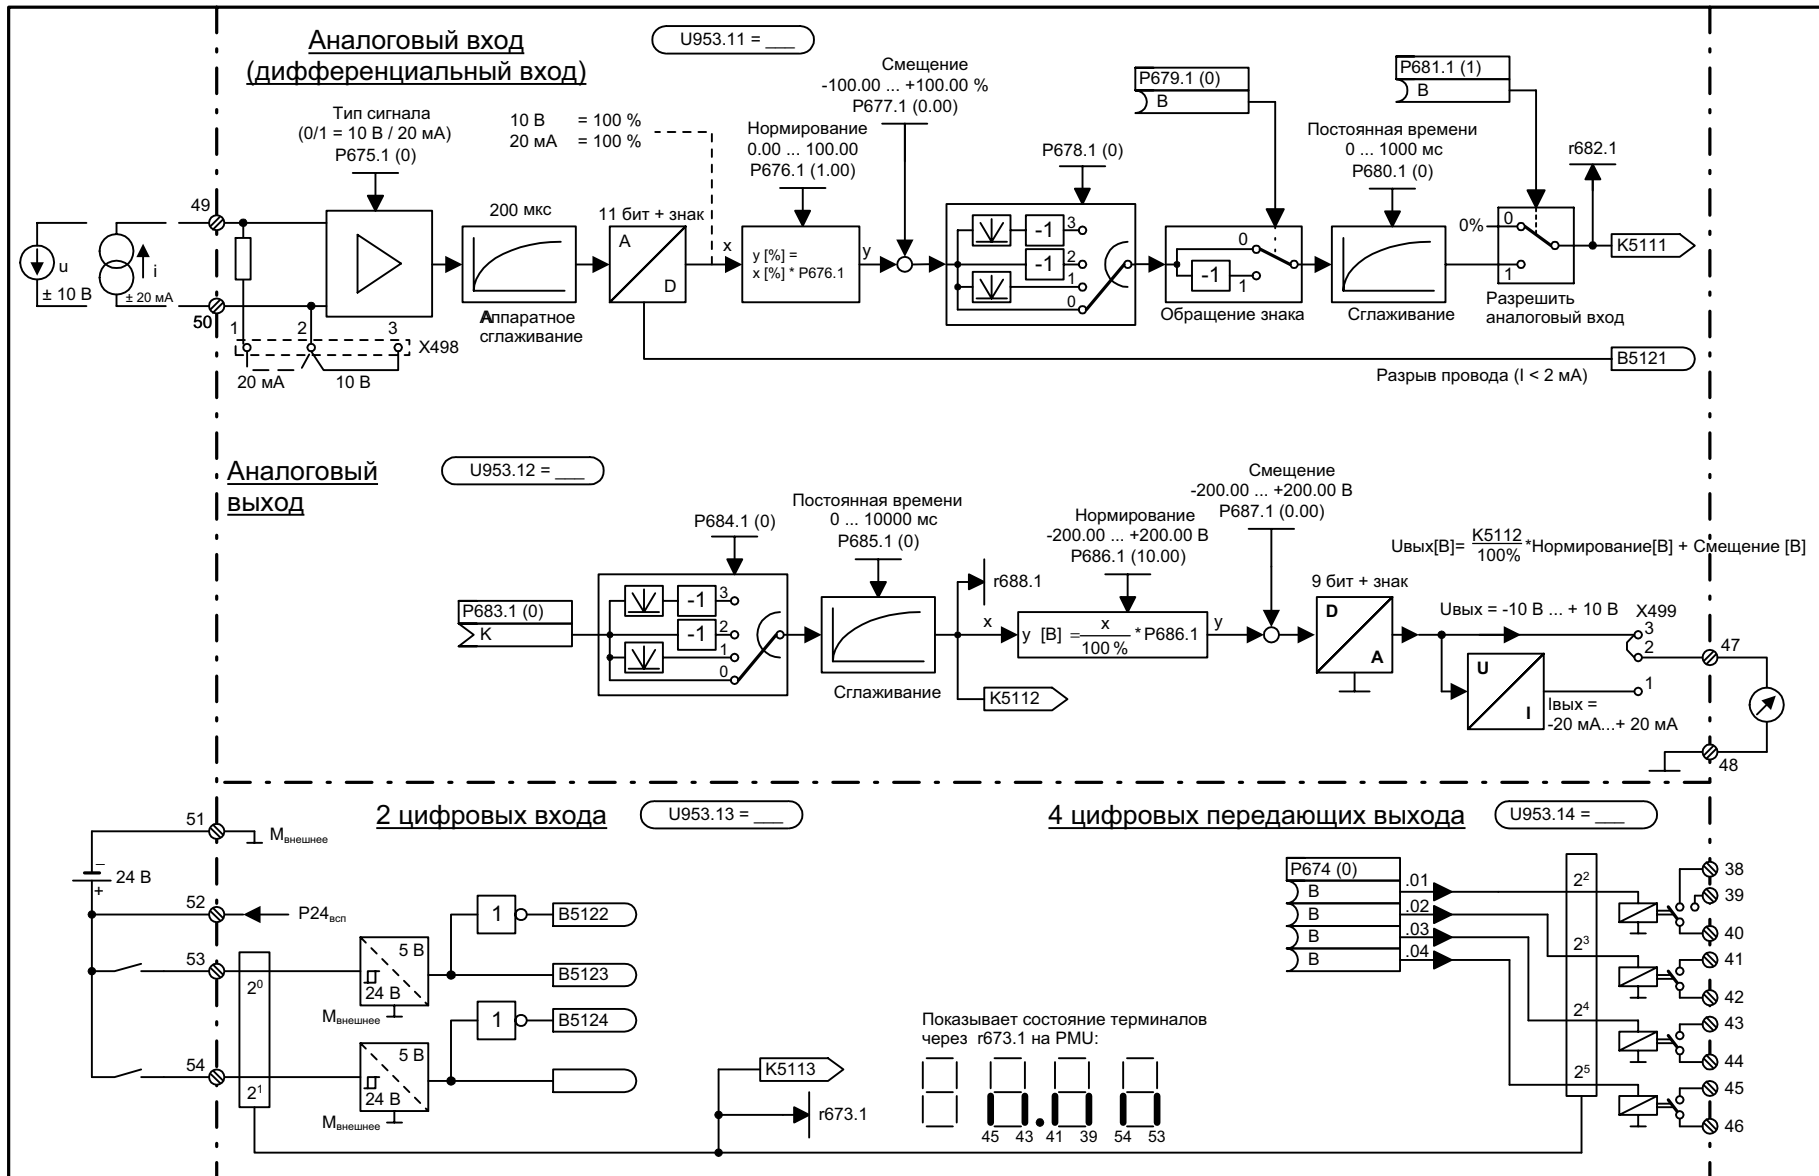 Аналоговый вход
(дифференциальный вход)
U953.11 = ___
Тип сигнала
(0/1 = 10 В / 20 мА)
P675.1 (0)
10 В = 100 %
20 мА = 100 %
Смещение
-100.00 ... +100.00 %
P677.1 (0.00)
Нормирование
0.00 ... 100.00
P676.1 (1.00)
P678.1 (0)
P679.1 (0)
B
Постоянная времени
0 ... 1000 мс
P680.1 (0)
P681.1 (1)
B
r682.1
49
200 мкс
11 бит + знак
A
D
x
y [%] =
x [%] * P676.1
y
-1
3
-1
2
1
0
0
-1
1
0%
0
1
K5111
u
± 10 В
i
± 20 мА
50
1
2
3
X498
20 мА
10 В
Аппаратное
сглаживание
Обращение знака
Сглаживание
Разрешить
аналоговый вход
B5121
Разрыв провода (I < 2 мА)
Аналоговый
выход
U953.12 = ___
P684.1 (0)
Постоянная времени
0 ... 10000 мс
P685.1 (0)
Нормирование
-200.00 ... +200.00 В
P686.1 (10.00)
Смещение
-200.00 ... +200.00 В
P687.1 (0.00)
Uвых[В]= K5112/100% *Нормирование[В] + Смещение [В]
P683.1 (0)
K
-1
3
-1
2
1
0
Сглаживание
r688.1
x
K5112
y [В] = x/100 % * P686.1
y
9 бит + знак
D
A
Uвых = -10 В ... + 10 В
X499
3
2
1
U
I
Iвых =
-20 мА...+ 20 мА
47
48
2 цифровых входа
U953.13 = ___
51
Mвнешнее
–
+
24 В
52
P24всп
53
2⁰
5 В
24 В
Mвнешнее
1
B5122
B5123
54
2¹
5 В
24 В
Mвнешнее
1
B5124
K5113
r673.1
Показывает состояние терминалов
через r673.1 на PMU:
45 43 41 39 54 53
4 цифровых передающих выхода
U953.14 = ___
P674 (0)
B
.01
B
.02
B
.03
B
.04
2²
2³
2⁴
2⁵
38
39
40
41
42
43
44
45
46